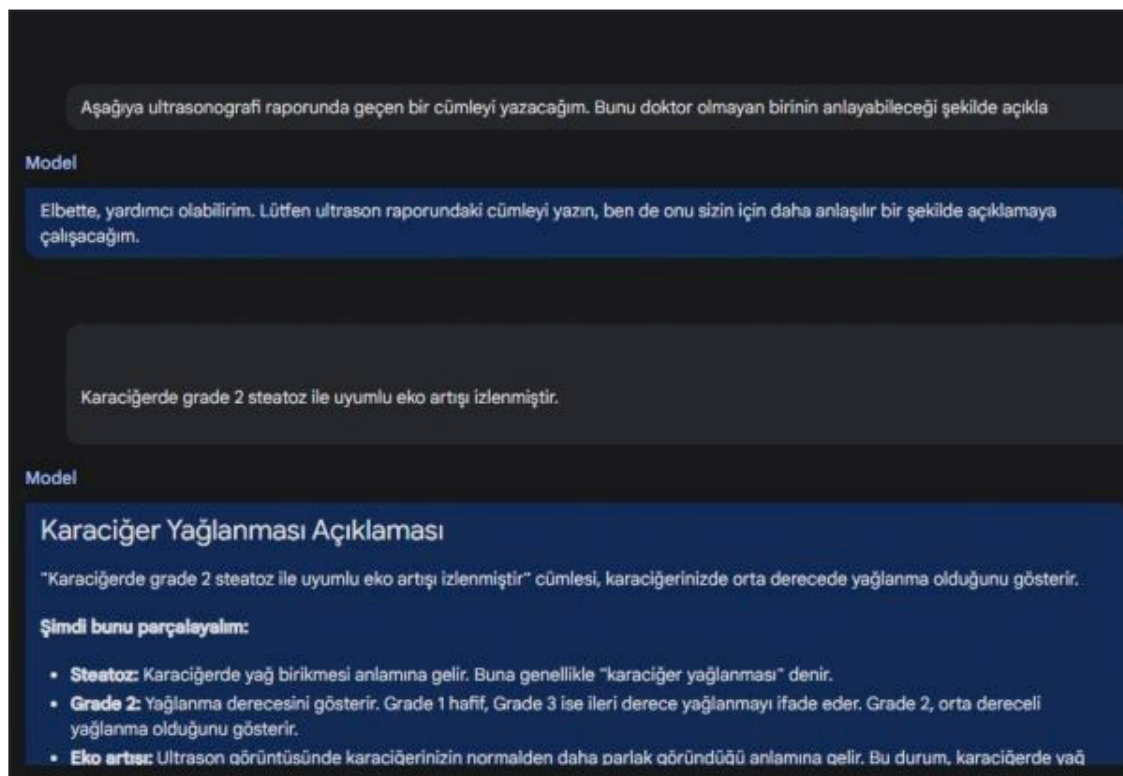 Aşağıya ultrasonografi raporunda geçen bir cümleyi yazacağım. Bunu doktor olmayan birinin anlayabileceği şekilde açıkla
Model
Elbette, yardımcı olabilirim. Lütfen ultrason raporundaki cümleyi yazın, ben de onu sizin için daha anlaşılır bir şekilde açıklamaya
çalışacağım.
Karaciğerde grade 2 steatoz ile uyumlu eko artışı izlenmiştir.
Model
Karaciğer Yağlanması Açıklaması
"Karaciğerde grade 2 steatoz ile uyumlu eko artışı izlenmiştir" cümlesi, karaciğerinizde orta derecede yağlanma olduğunu gösterir.
Şimdi bunu parçalayalım:
• Steatoz: Karaciğerde yağ birikmesi anlamına gelir. Buna genellikle "karaciğer yağlanması" denir.
• Grade 2: Yağlanma derecesini gösterir. Grade 1 hafif, Grade 3 ise ileri derece yağlanmayı ifade eder. Grade 2, orta dereceli
yağlanma olduğunu gösterir.
• Eko artışı: Ultrason görüntüsünde karaciğerinizin normalden daha parlak göründüğü anlamına gelir. Bu durum, karaciğerde yağ